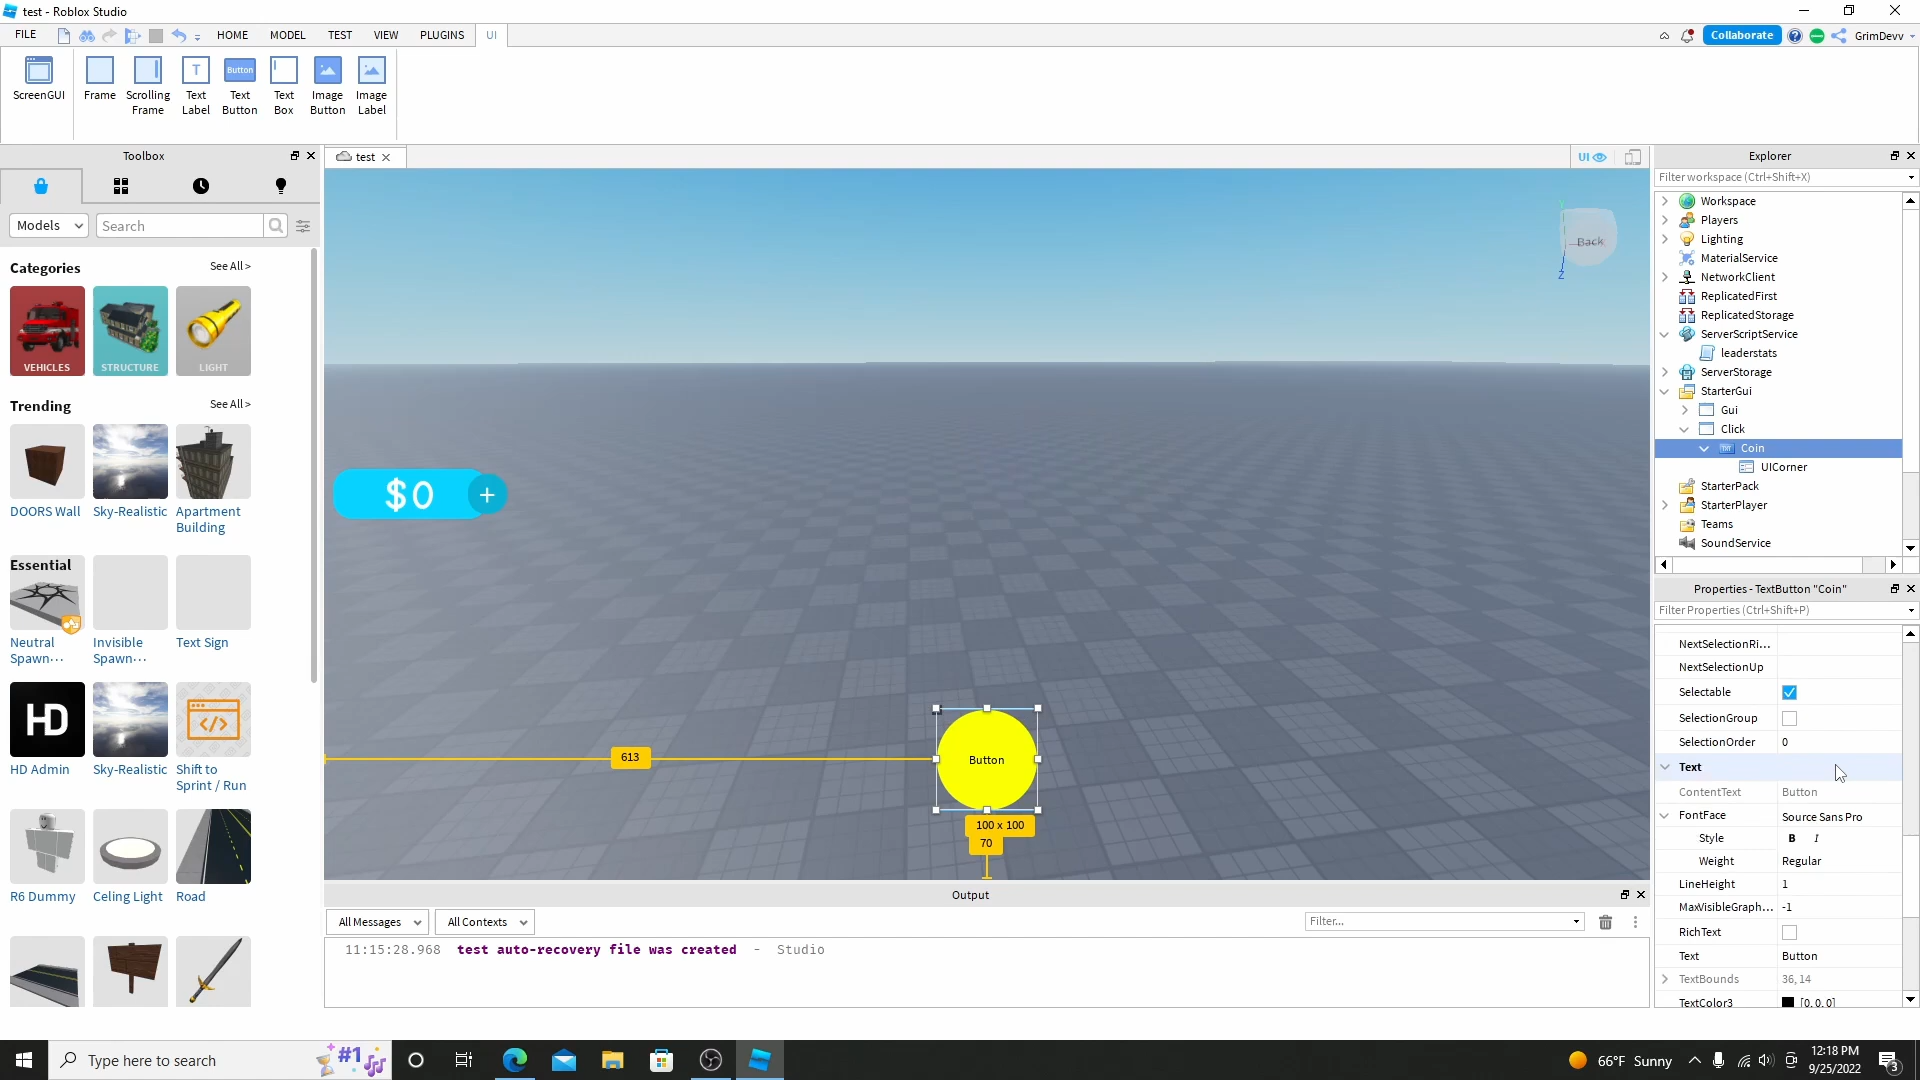 test - Roblox Studio
FILE
HOME
MODEL
TEST
VIEW
PLUGINS
UI
Collaborate
GrimDevv
ScreenGUI
Frame
Scrolling Frame
Text Label
Button
Text Button
Text Box
Image Button
Image Label
Toolbox
Models
Search
Categories
See All >
VEHICLES
STRUCTURE
LIGHT
Trending
See All >
DOORS Wall
Sky-Realistic
Apartment Building
Essential
Neutral Spawn...
Invisible Spawn...
Text Sign
HD
HD Admin
Sky-Realistic
Shift to Sprint / Run
R6 Dummy
Celing Light
Road
test
UI
Back
Z
$0
+
613
Button
100 x 100
70
Output
All Messages
All Contexts
Filter...
11:15:28.968 test auto-recovery file was created - Studio
Explorer
Filter workspace (Ctrl+Shift+X)
Workspace
Players
Lighting
MaterialService
NetworkClient
ReplicatedFirst
ReplicatedStorage
ServerScriptService
leaderstats
ServerStorage
StarterGui
Gui
Click
Coin
UICorner
StarterPack
StarterPlayer
Teams
SoundService
Properties - TextButton "Coin"
Filter Properties (Ctrl+Shift+P)
NextSelectionRi...
NextSelectionUp
Selectable
SelectionGroup
SelectionOrder 0
Text
ContentText Button
FontFace Source Sans Pro
Style B I
Weight Regular
LineHeight 1
MaxVisibleGraph... -1
RichText
Text Button
TextBounds 36, 14
TextColor3 [0, 0, 0]
Type here to search
#1
66°F Sunny
12:18 PM
9/25/2022
3